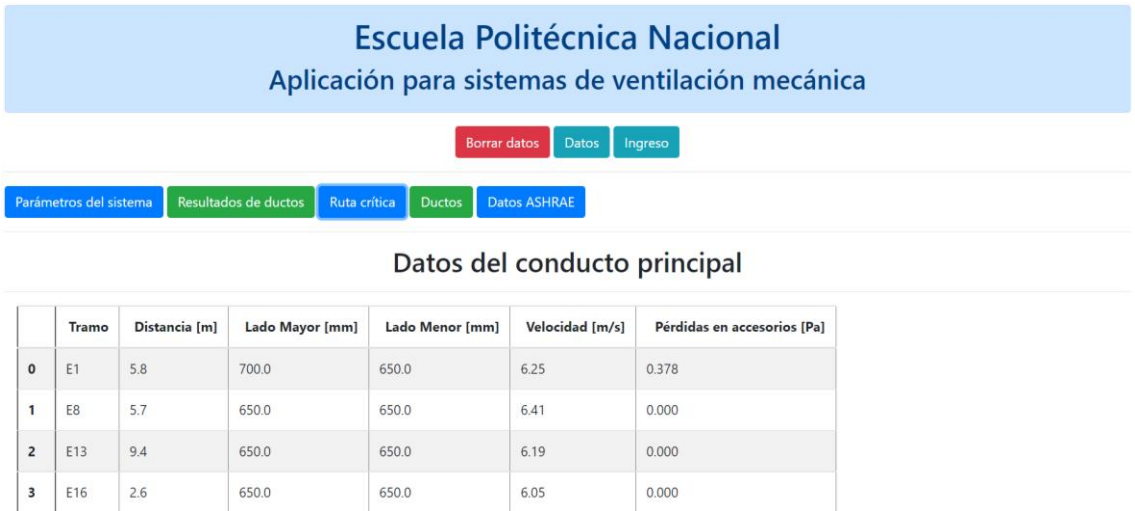 Escuela Politécnica Nacional
Aplicación para sistemas de ventilación mecánica
Borrar datos Datos Ingreso
Parámetros del sistema Resultados de ductos Ruta crítica Ductos Datos ASHRAE
Datos del conducto principal
Tramo Distancia [m] Lado Mayor [mm] Lado Menor [mm] Velocidad [m/s] Pérdidas en accesorios [Pa]
0 E1 5.8 700.0 650.0 6.25 0.378
1 E8 5.7 650.0 650.0 6.41 0.000
2 E13 9.4 650.0 650.0 6.19 0.000
3 E16 2.6 650.0 650.0 6.05 0.000